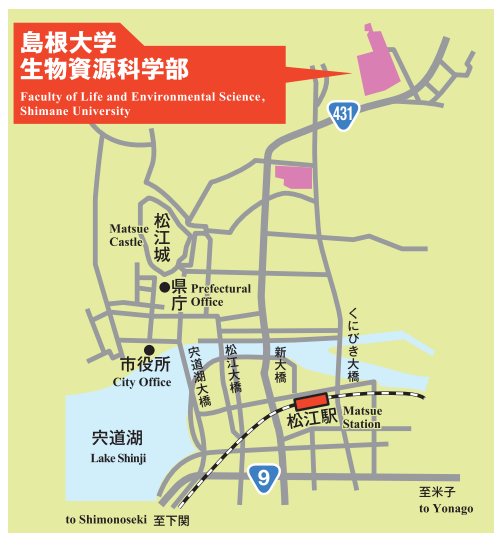 島根大学
生物資源科学部
Faculty of Life and Environmental Science,
Shimane University
431
Matsue
Castle
松江城
県庁
Prefectural
Office
市役所
City Office
宍道湖大橋
松江大橋
新大橋
くにびき大橋
松江駅
Matsue
Station
宍道湖
Lake Shinji
9
至米子
to Yonago
to Shimonoseki 至下関